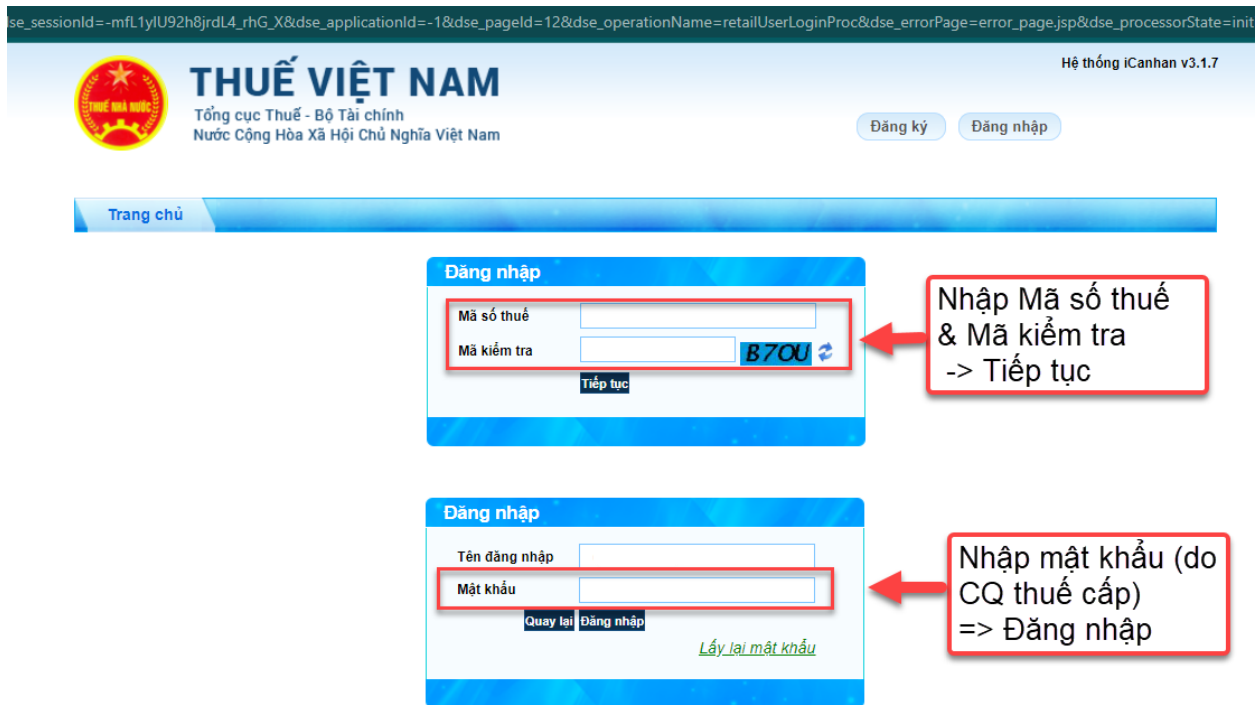 lse_sessionId=-mfL1ylU92h8jrdL4_rhG_X&dse_applicationId=-1&dse_pageId=12&dse_operationName=retailUserLoginProc&dse_errorPage=error_page.jsp&dse_processorState=init
Hệ thống iCanhan v3.1.7
THUẾ NHÀ NƯỚC
THUẾ VIỆT NAM
Tổng cục Thuế - Bộ Tài chính
Nước Cộng Hòa Xã Hội Chủ Nghĩa Việt Nam
Đăng ký Đăng nhập
Trang chủ
Đăng nhập
Mã số thuế
Mã kiểm tra B7OU
Tiếp tục
Nhập Mã số thuế
& Mã kiểm tra
-> Tiếp tục
Đăng nhập
Tên đăng nhập
Mật khẩu
Quay lại Đăng nhập
Lấy lại mật khẩu
Nhập mật khẩu (do
CQ thuế cấp)
=> Đăng nhập